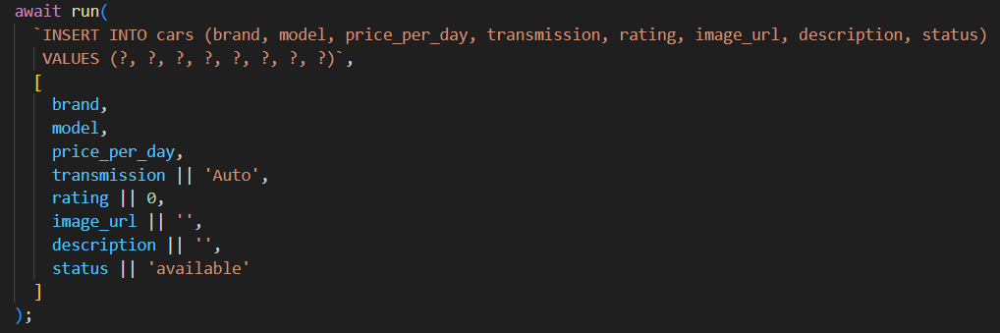 await run(
  `INSERT INTO cars (brand, model, price_per_day, transmission, rating, image_url, description, status)
   VALUES (?, ?, ?, ?, ?, ?, ?, ?)`,
  [
    brand,
    model,
    price_per_day,
    transmission || 'Auto',
    rating || 0,
    image_url || '',
    description || '',
    status || 'available'
  ]
);